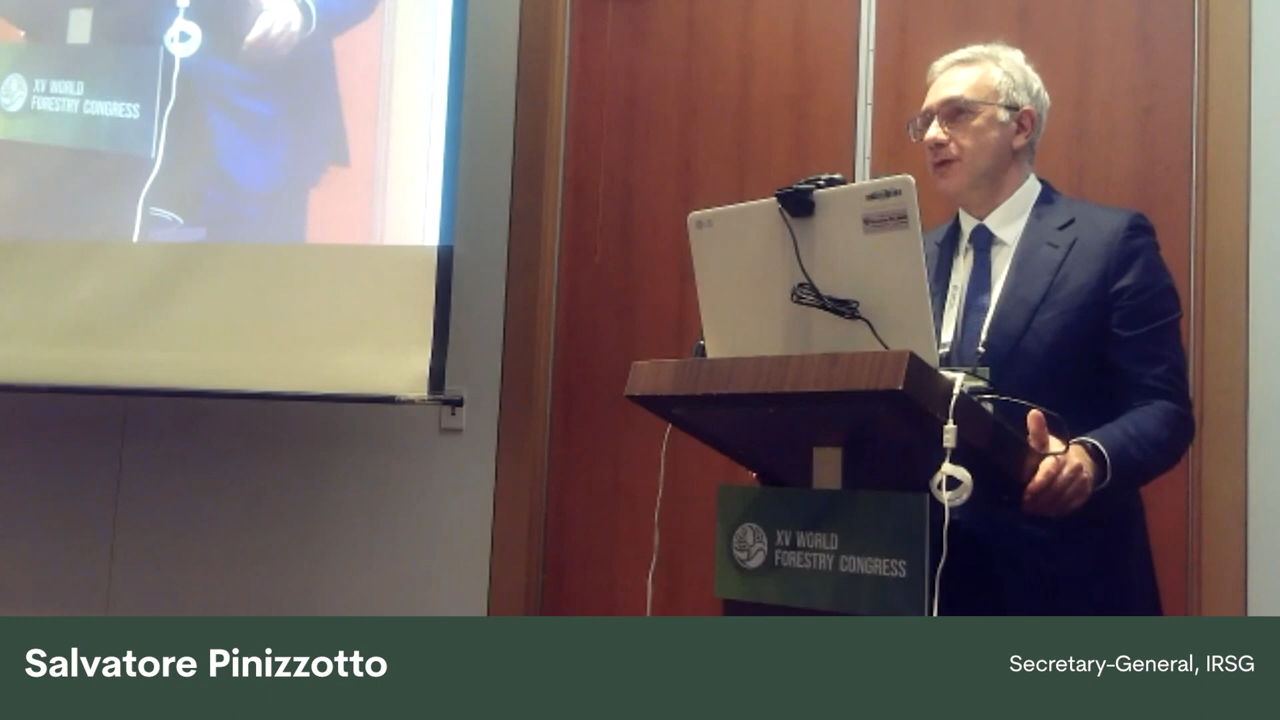 XV WORLD
FORESTRY CONGRESS
XV WORLD
FORESTRY CONGRESS
Salvatore Pinizzotto
Secretary-General, IRSG